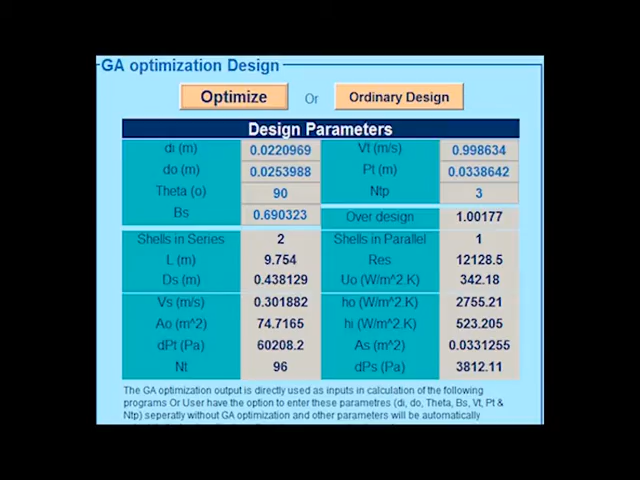 GA optimization Design
Optimize Or Ordinary Design
Design Parameters
di (m) 0.0220969 Vt (m/s) 0.998634
do (m) 0.0253988 Pt (m) 0.0338642
Theta (o) 90 Ntp 3
Bs 0.690323 Over design 1.00177
Shells in Series 2 Shells in Parallel 1
L (m) 9.754 Res 12128.5
Ds (m) 0.438129 Uo (W/m^2.K) 342.18
Vs (m/s) 0.301882 ho (W/m^2.K) 2755.21
Ao (m^2) 74.7165 hi (W/m^2.K) 523.205
dPt (Pa) 60208.2 As (m^2) 0.0331255
Nt 96 dPs (Pa) 3812.11
The GA optimization output is directly used as inputs in calculation of the following
programs Or User have the option to enter these parametres (di, do, Theta, Bs, Vt, Pt &
Ntp) seperatly without GA optimization and other parameters will be automatically